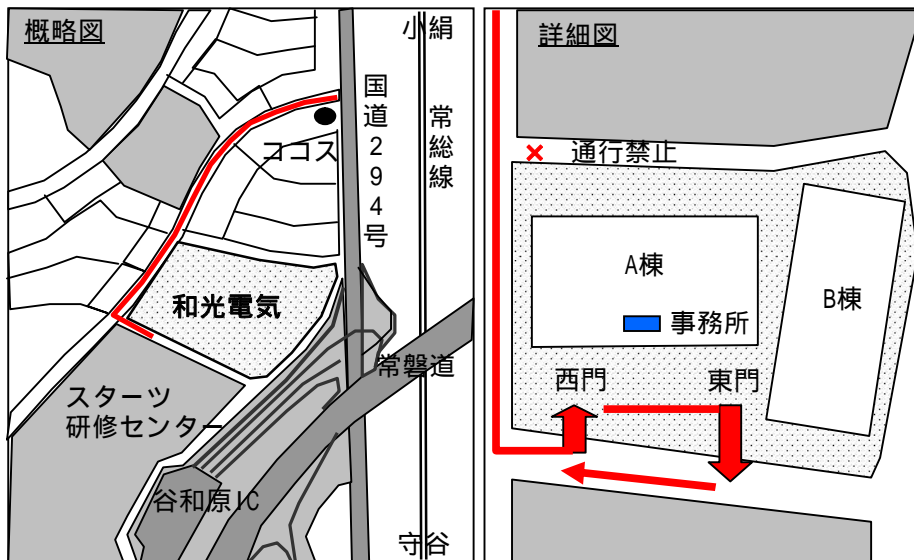 概略図
小絹
国道294号
常総線
ココス
和光電気
常磐道
スターツ
研修センター
谷和原IC
守谷
詳細図
× 通行禁止
A棟
B棟
事務所
西門
東門